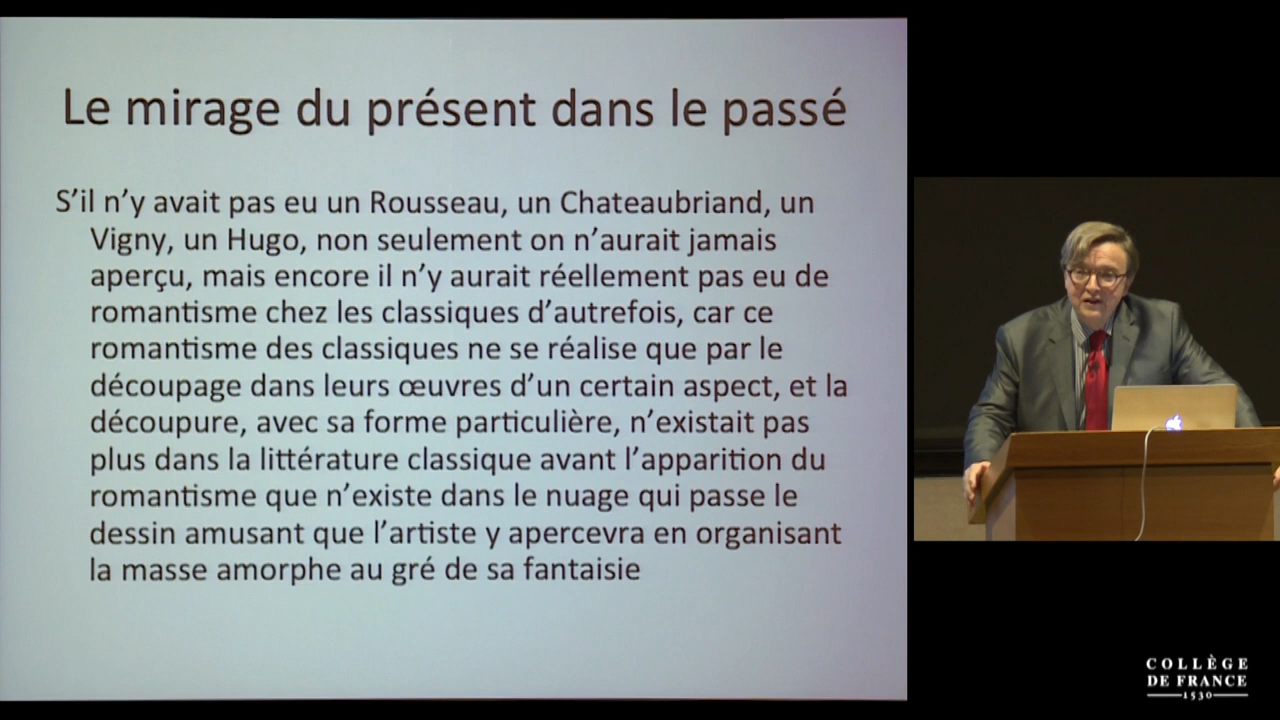 Le mirage du présent dans le passé
S’il n’y avait pas eu un Rousseau, un Chateaubriand, un
Vigny, un Hugo, non seulement on n’aurait jamais
aperçu, mais encore il n’y aurait réellement pas eu de
romantisme chez les classiques d’autrefois, car ce
romantisme des classiques ne se réalise que par le
découpage dans leurs œuvres d’un certain aspect, et la
découpure, avec sa forme particulière, n’existait pas
plus dans la littérature classique avant l’apparition du
romantisme que n’existe dans le nuage qui passe le
dessin amusant que l’artiste y apercevra en organisant
la masse amorphe au gré de sa fantaisie
COLLÈGE
DE FRANCE
1530